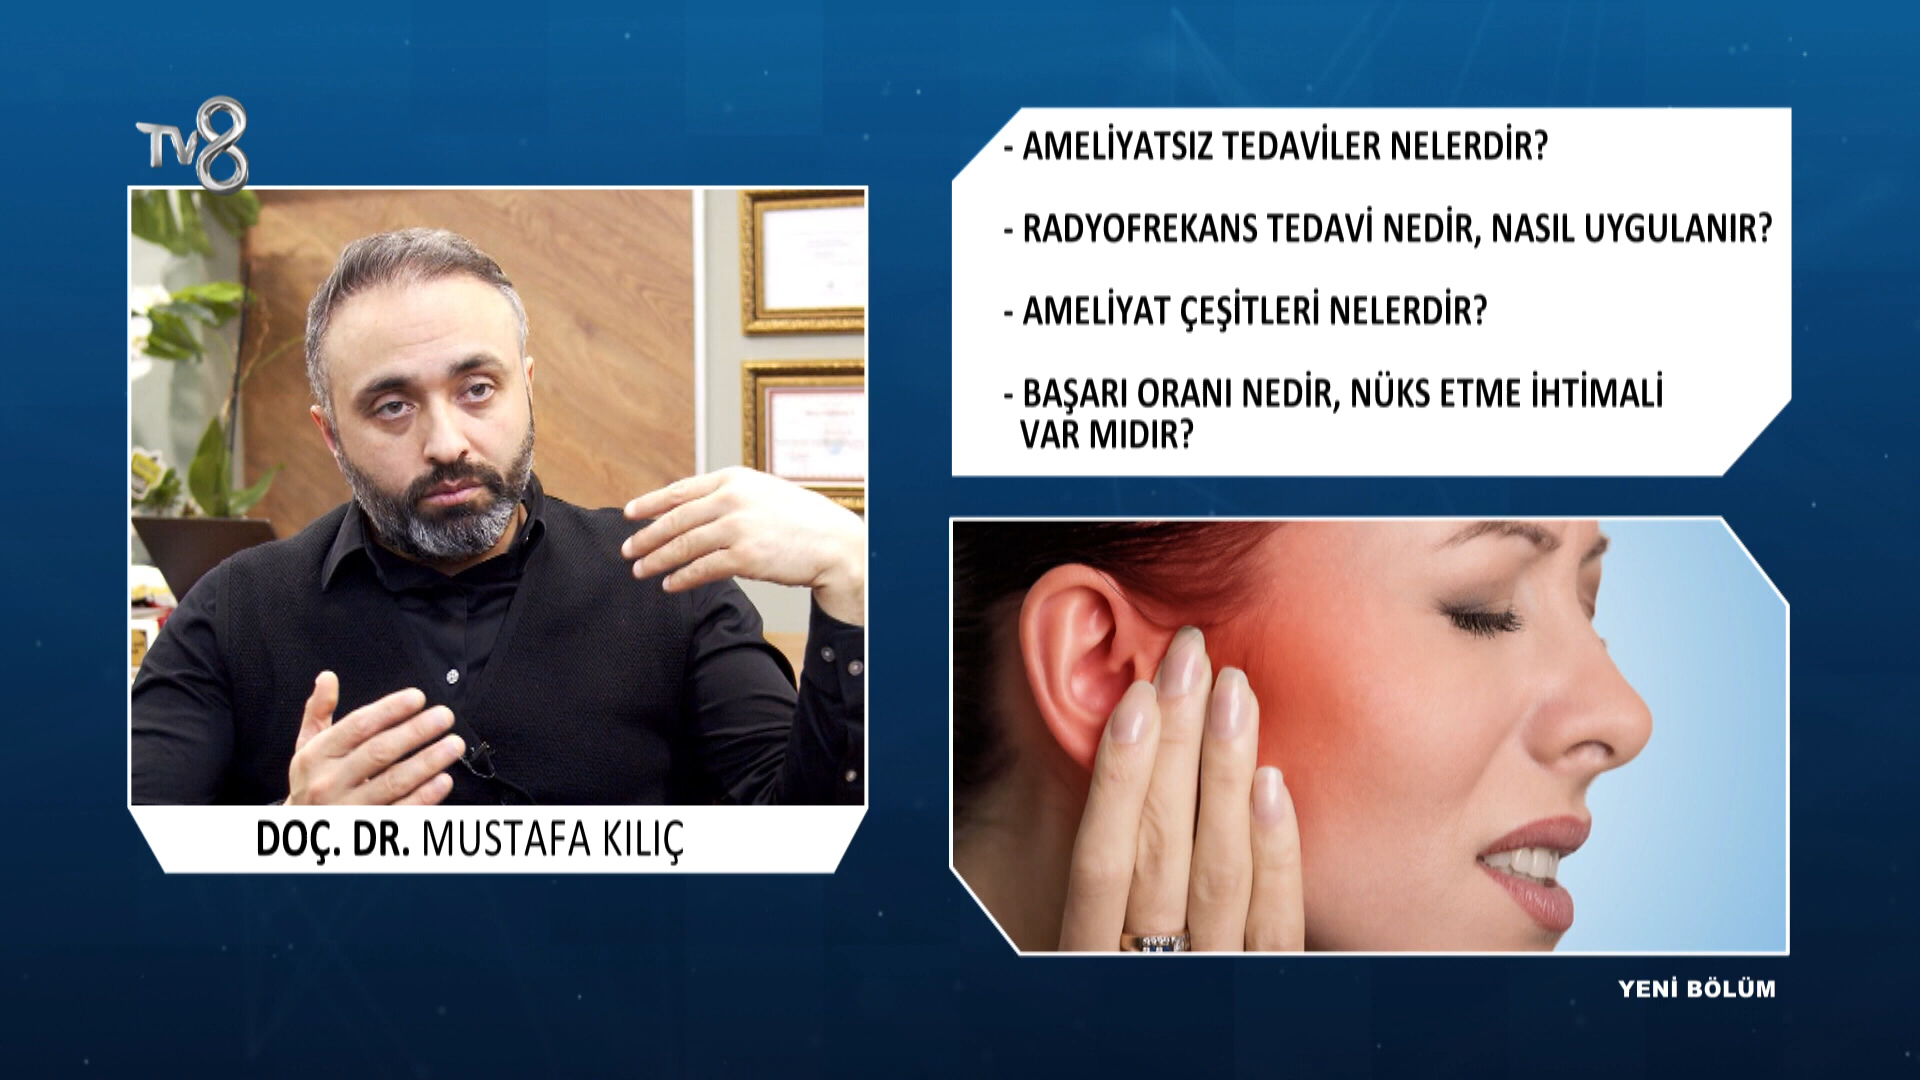 TV8
- AMELİYATSIZ TEDAVİLER NELERDİR?
- RADYOFREKANS TEDAVİ NEDİR, NASIL UYGULANIR?
- AMELİYAT ÇEŞİTLERİ NELERDİR?
- BAŞARI ORANI NEDİR, NÜKS ETME İHTİMALİ
VAR MIDIR?
DOÇ. DR. MUSTAFA KILIÇ
YENİ BÖLÜM